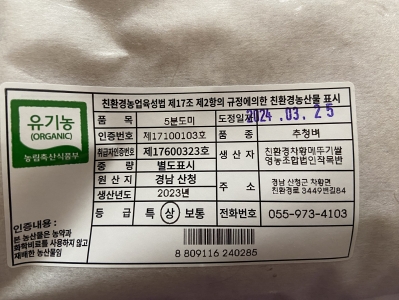 친환경농업육성법 제17조 제2항의 규정에의한 친환경농산물 표시
유기농
(ORGANIC)
농림축산식품부
품 목 5분도미 도정일자 2024.03.25
인증번호 제17100103호 품 종 추청벼
취급자인증번호 제17600323호 생 산 자 친환경차황메뚜기쌀
영농조합법인작목반
중 량 별도표시
원 산 지 경남 산청 주 소 경남 산청군 차황면
친환경로 3449번길84
생산년도 2023년
등 급 특 상 보통 전화번호 055-973-4103
인증내용 :
본 농산물은 농약과
화학비료를 사용하지 않고
재배한 농산물임
8 809116 240285